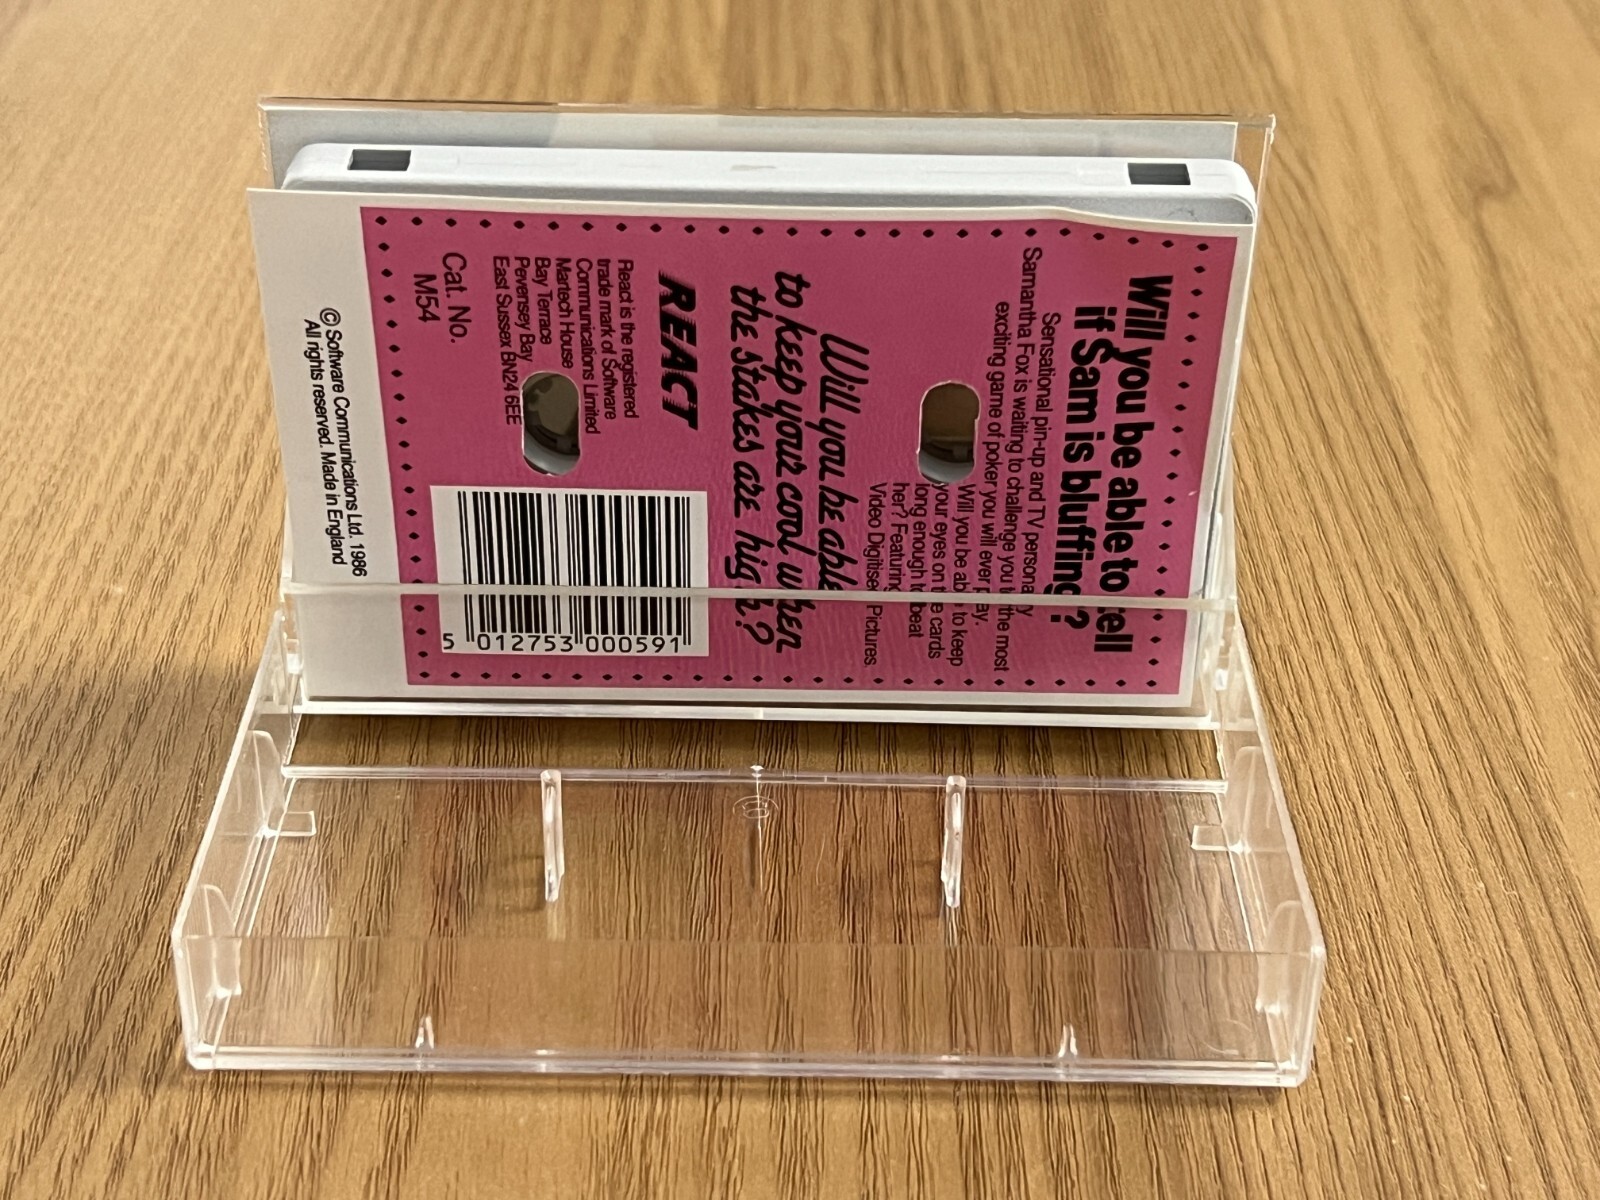 Will you be able to tell
if Sam is bluffing?
Sensational pin-up and TV personality
Samantha Fox is waiting to challenge you to the most
exciting game of poker you will ever play.
Will you be able to keep
your eyes on the cards
long enough to beat
her? Featuring
Video Digitised Pictures.
Will you be able
to keep your cool when
the stakes are high?
REACT
React is the registered
trade mark of Software
Communications Limited
Martech House
Bay Terrace
Pevensey Bay
East Sussex BN24 6EE
Cat. No.
M54
5 012753 000591
© Software Communications Ltd. 1986
All rights reserved. Made in England